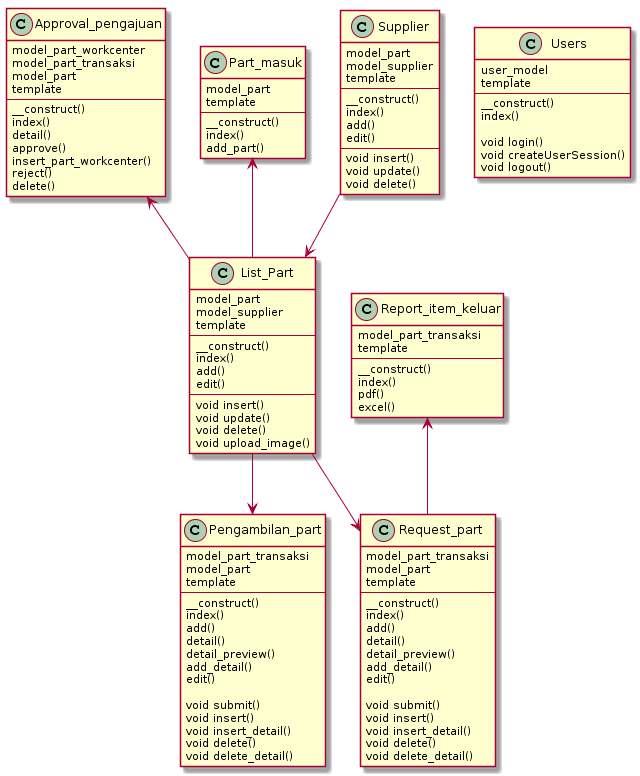 C Approval_pengajuan
model_part_workcenter
model_part_transaksi
model_part
template
__construct()
index()
detail()
approve()
insert_part_workcenter()
reject()
delete()
C Part_masuk
model_part
template
__construct()
index()
add_part()
C Supplier
model_part
model_supplier
template
__construct()
index()
add()
edit()
void insert()
void update()
void delete()
C Users
user_model
template
__construct()
index()
void login()
void createUserSession()
void logout()
C List_Part
model_part
model_supplier
template
__construct()
index()
add()
edit()
void insert()
void update()
void delete()
void upload_image()
C Report_item_keluar
model_part_transaksi
template
__construct()
index()
pdf()
excel()
C Pengambilan_part
model_part_transaksi
model_part
template
__construct()
index()
add()
detail()
detail_preview()
add_detail()
edit()
void submit()
void insert()
void insert_detail()
void delete()
void delete_detail()
C Request_part
model_part_transaksi
model_part
template
__construct()
index()
add()
detail()
detail_preview()
add_detail()
edit()
void submit()
void insert()
void insert_detail()
void delete()
void delete_detail()